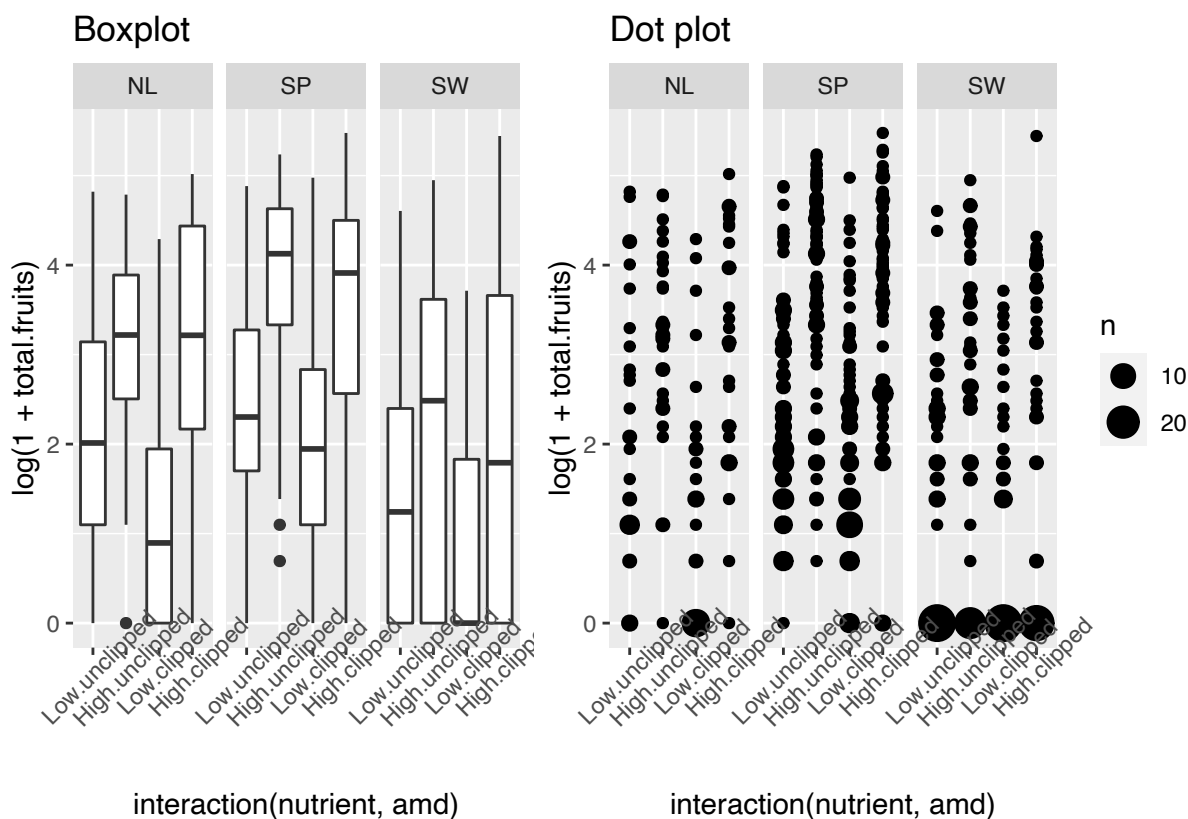 Boxplot
NL SP SW
log(1 + total.fruits)
4
2
0
Low.unclipped
High.unclipped
Low.clipped
High.clipped
Low.unclipped
High.unclipped
Low.clipped
High.clipped
Low.unclipped
High.unclipped
Low.clipped
High.clipp
interaction(nutrient, amd)
Dot plot
NL SP SW
log(1 + total.fruits)
4
2
0
Low.unclipped
High.unclipped
Low.clipped
High.clipped
Low.unclipped
High.unclipped
Low.clipped
High.clipped
Low.unclipped
High.unclipped
Low.clipped
High.clipped
interaction(nutrient, amd)
n
10
20